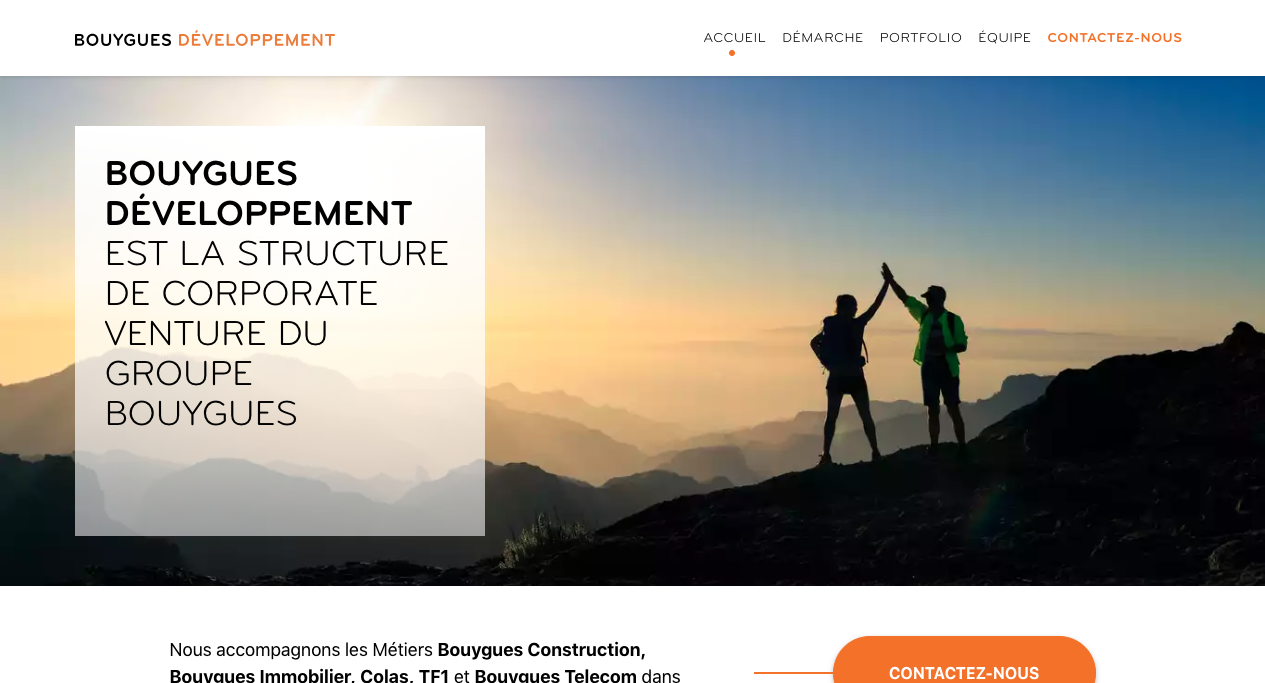 BOUYGUES DÉVELOPPEMENT
ACCUEIL DÉMARCHE PORTFOLIO ÉQUIPE CONTACTEZ-NOUS
BOUYGUES
DÉVELOPPEMENT
EST LA STRUCTURE
DE CORPORATE
VENTURE DU
GROUPE
BOUYGUES
Nous accompagnons les Métiers Bouygues Construction,
Bouygues Immobilier, Colas, TF1 et Bouygues Telecom dans
CONTACTEZ-NOUS